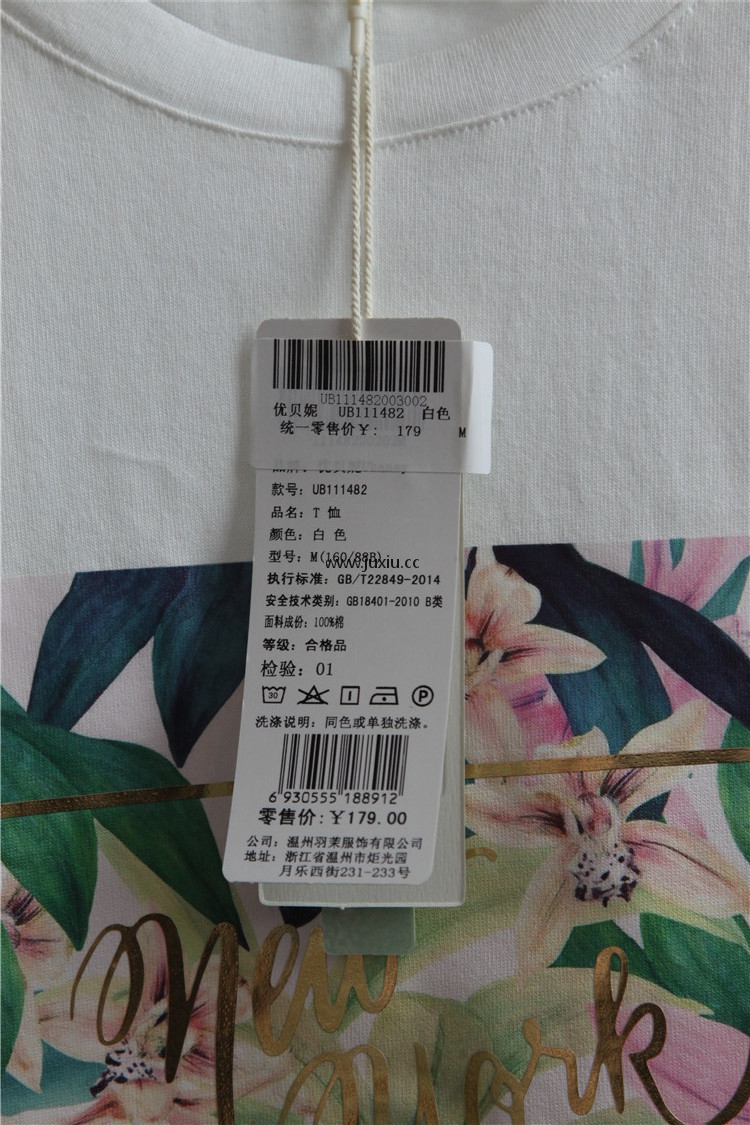 UB111482003002
优贝妮 UB111482 白色
统一零售价￥: 179 M
款号: UB111482
品名: T 恤
颜色: 白 色
型号: M(160/88B)
www.juxiu.cc
执行标准: GB/T22849-2014
安全技术类别: GB18401-2010 B类
面料成份: 100%棉
等级: 合格品
检验: 01
30
P
洗涤说明: 同色或单独洗涤。
6 930555 188912
零售价:￥179.00
公司: 温州羽茉服饰有限公司
地址: 浙江省温州市炬光园
月乐西街231-233号
New
York